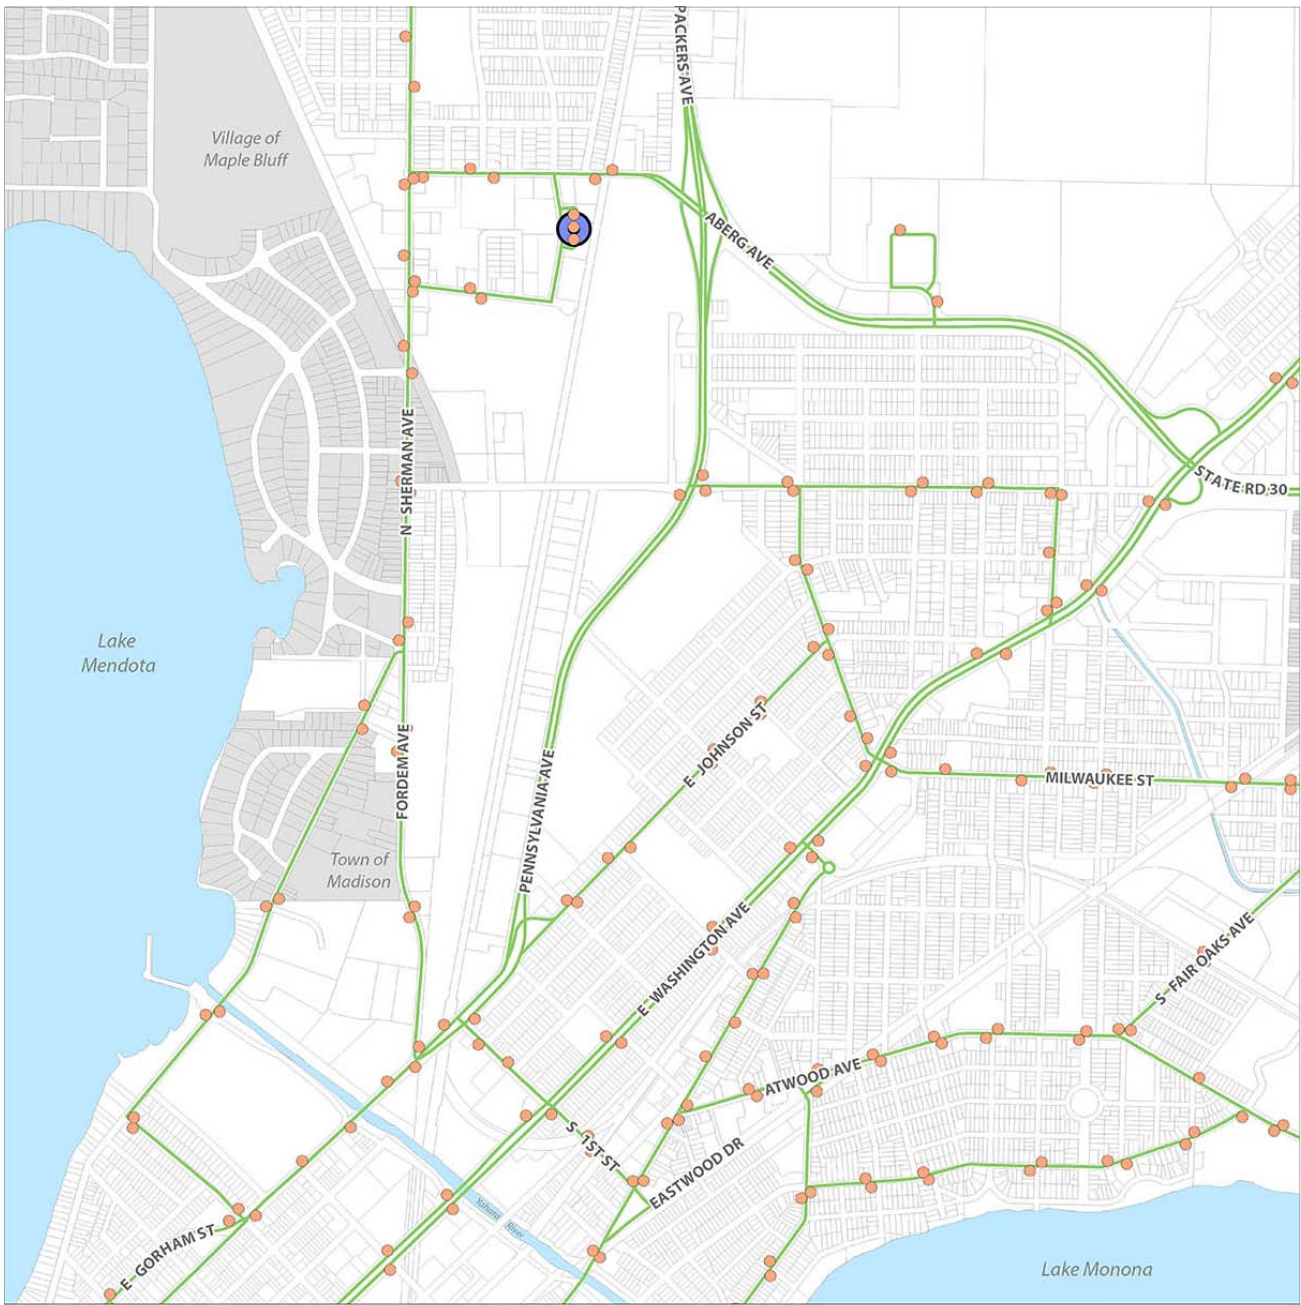 PACKERS AVE
Village of
Maple Bluff
ABERG AVE
N SHERMAN AVE
STATE RD 30
Lake
Mendota
E JOHNSON ST
FORDEM AVE
PENNSYLVANIA AVE
MILWAUKEE ST
Town of
Madison
E WASHINGTON AVE
S FAIR OAKS AVE
ATWOOD AVE
S 1ST ST
EASTWOOD DR
Yahara River
E GORHAM ST
Lake Monona